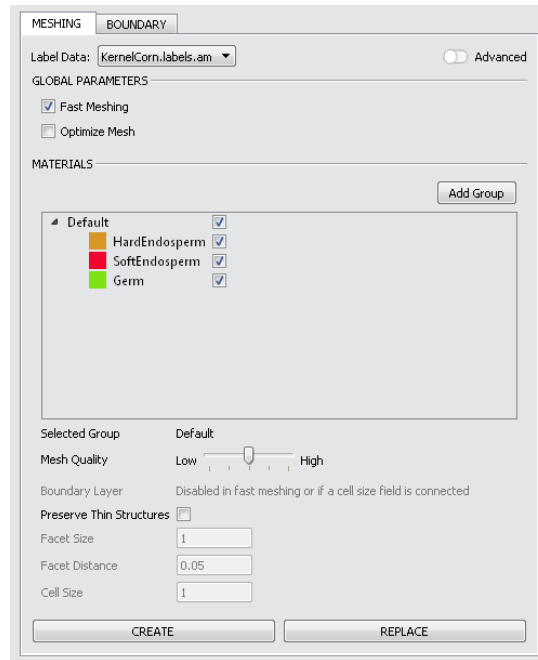 MESHING BOUNDARY
Label Data: KernelCorn.labels.am Advanced
GLOBAL PARAMETERS
Fast Meshing
Optimize Mesh
MATERIALS
Add Group
Default
HardEndosperm
SoftEndosperm
Germ
Selected Group Default
Mesh Quality Low High
Boundary Layer Disabled in fast meshing or if a cell size field is connected
Preserve Thin Structures
Facet Size 1
Facet Distance 0.05
Cell Size 1
CREATE REPLACE